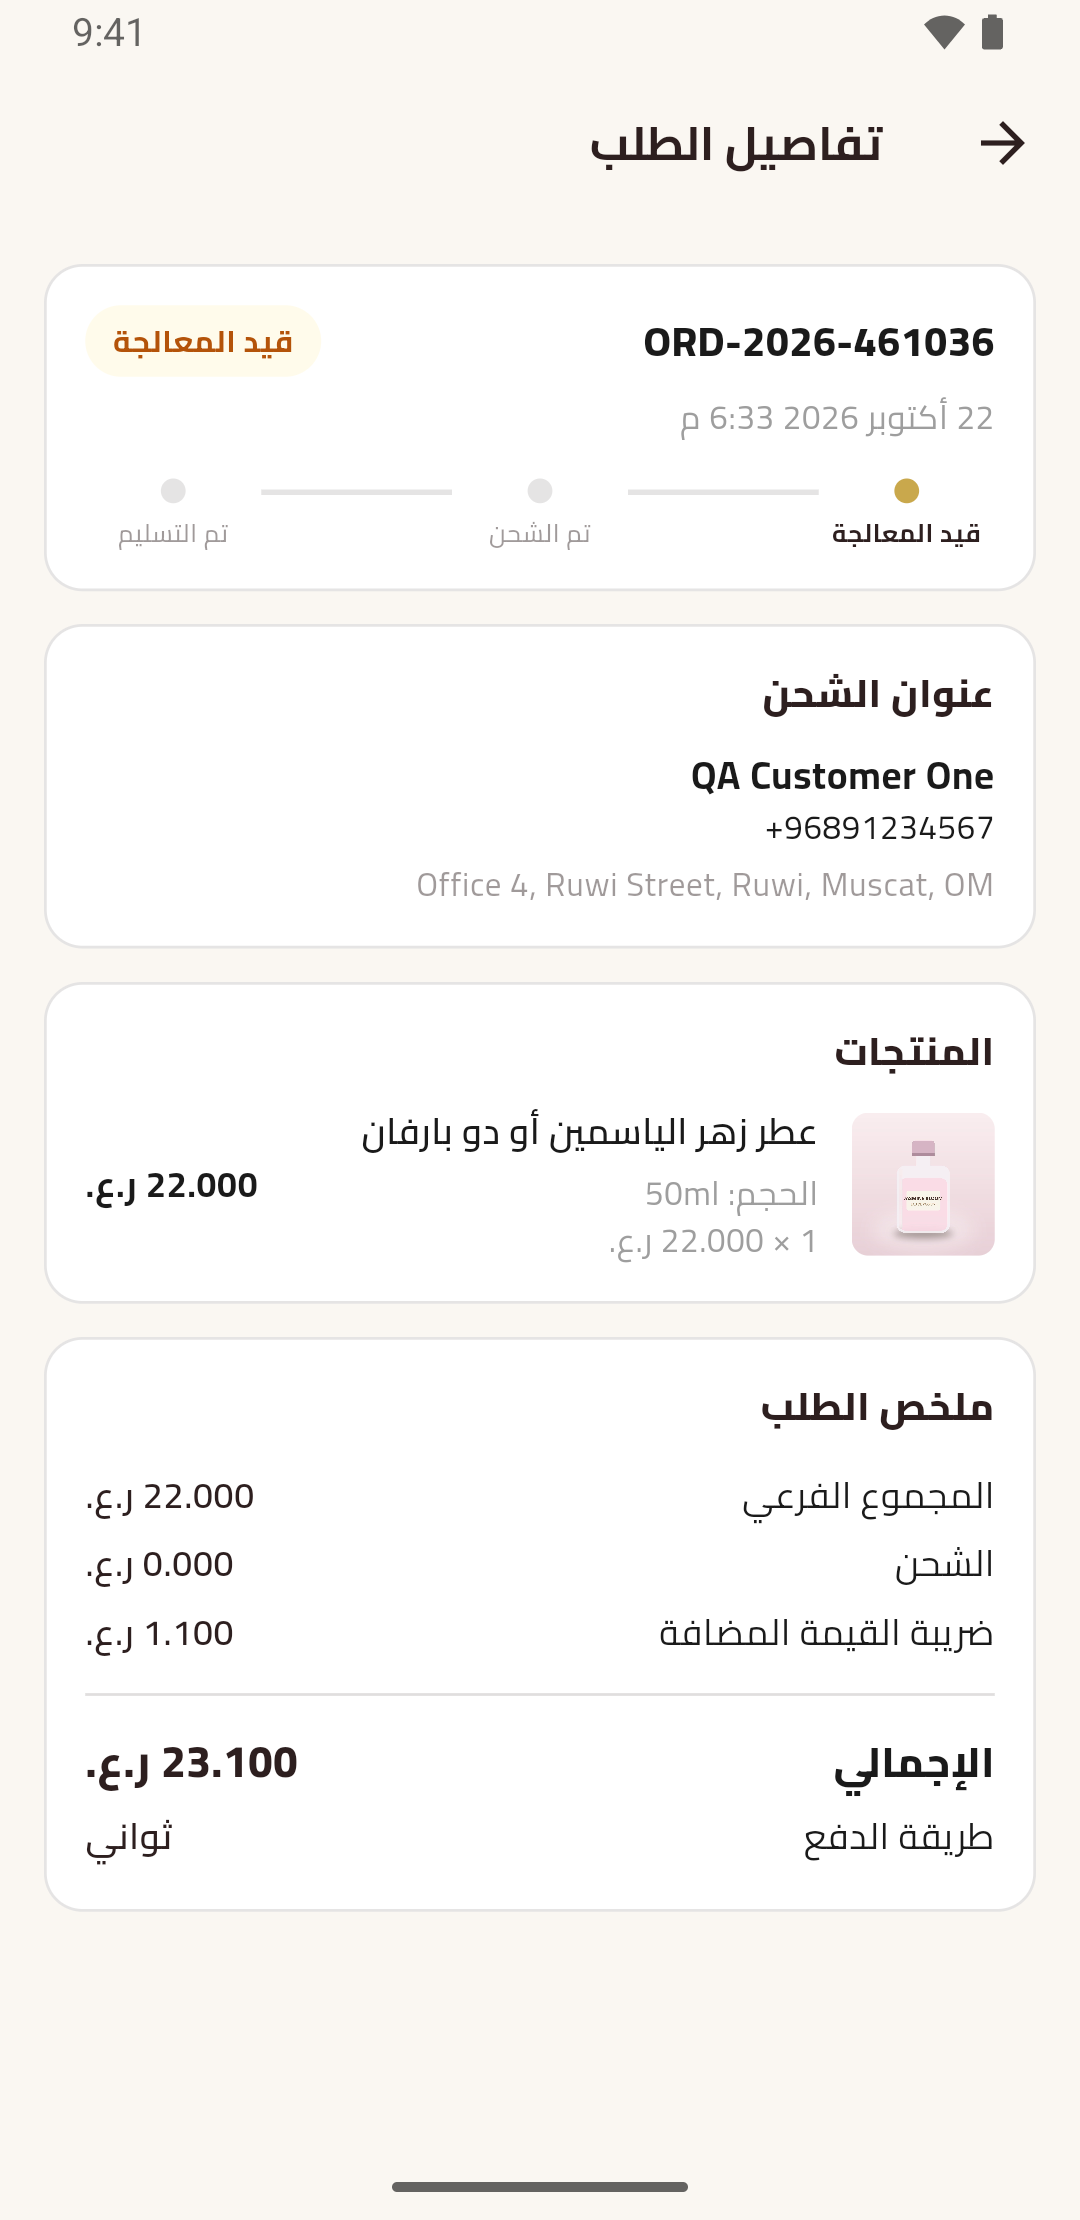 9:41
تفاصيل الطلب
ORD-2026-461036
قيد المعالجة
22 أكتوبر 2026 6:33 م
قيد المعالجة
تم الشحن
تم التسليم
عنوان الشحن
QA Customer One
+96891234567
Office 4, Ruwi Street, Ruwi, Muscat, OM
المنتجات
عطر زهر الياسمين أو دو بارفان
22.000 ر.ع.
الحجم: 50ml
1 × 22.000 ر.ع.
ملخص الطلب
المجموع الفرعي 22.000 ر.ع.
الشحن 0.000 ر.ع.
ضريبة القيمة المضافة 1.100 ر.ع.
الإجمالي 23.100 ر.ع.
طريقة الدفع ثواني